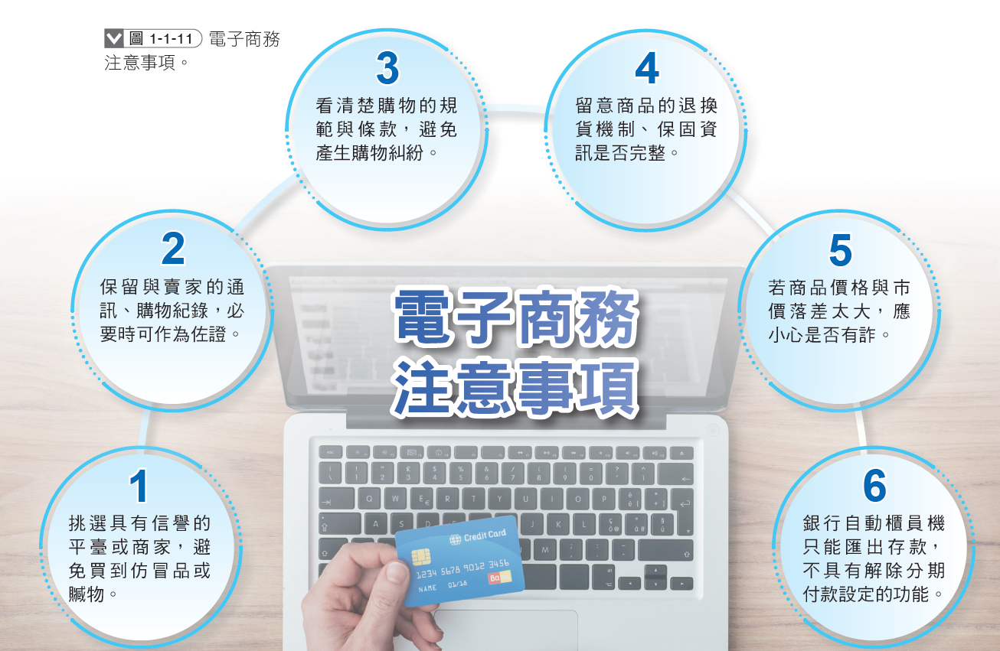 圖 1-1-11 電子商務
注意事項。
3
看清楚購物的規
範與條款，避免
產生購物糾紛。
4
留意商品的退換
貨機制、保固資
訊是否完整。
2
保留與賣家的通
訊、購物紀錄，必
要時可作為佐證。
5
若商品價格與市
價落差太大，應
小心是否有詐。
電子商務
注意事項
1
挑選具有信譽的
平臺或商家，避
免買到仿冒品或
贓物。
6
銀行自動櫃員機
只能匯出存款，
不具有解除分期
付款設定的功能。
Q W E R T Y U I O P
A S J K L
M
Credit Card
1234 5678 9012 3456
NAME 01/18
Ba